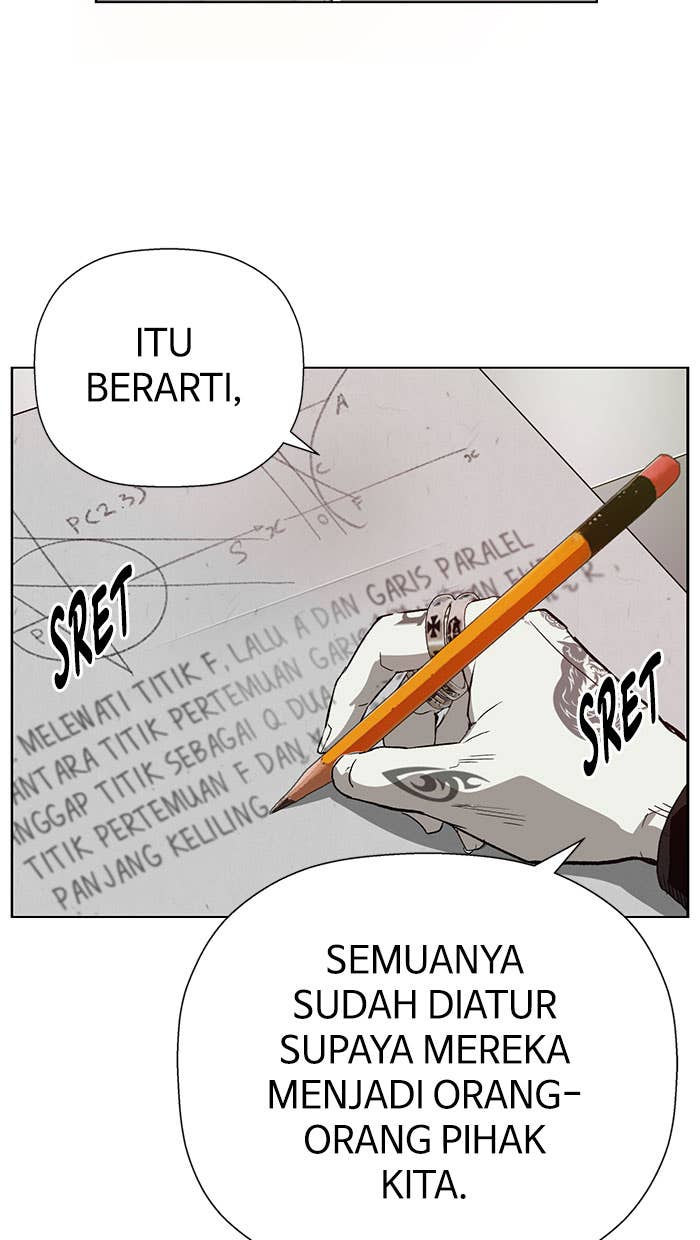 ITU
BERARTI,
A
P(2.3)
x
F
O
S
P
SRET
MELEWATI TITIK F, LALU A DAN GARIS PARALEL
ANTARA TITIK PERTEMUAN GARIS
NGGAP TITIK SEBAGAI Q DUA
TITIK PERTEMUAN F DAN
PANJANG KELILING
SRET
SEMUANYA
SUDAH DIATUR
SUPAYA MEREKA
MENJADI ORANG-
ORANG PIHAK
KITA.